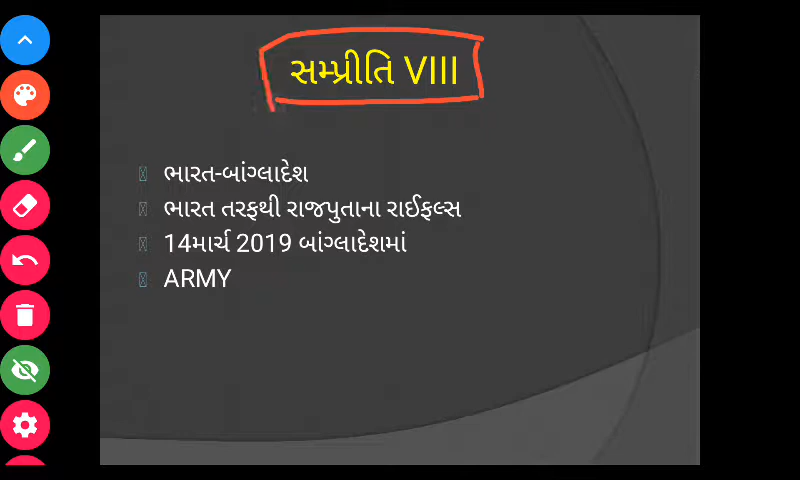 સમ્પ્રીતિ VIII
ભારત-બાંગ્લાદેશ
ભારત તરફથી રાજપુતાના રાઈફલ્સ
14માર્ચ 2019 બાંગ્લાદેશમાં
ARMY